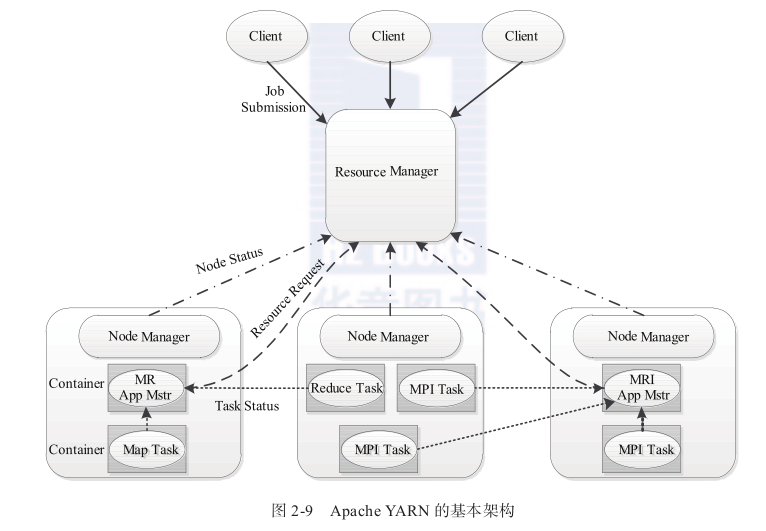 Client
Client
Client
Job
Submission
Resource Manager
Node Status
Resource Request
Node Manager
Node Manager
Node Manager
Container
MR
App Mstr
Reduce Task
MPI Task
MRI
App Mstr
Task Status
Container
Map Task
MPI Task
MPI Task
图 2-9 Apache YARN 的基本架构